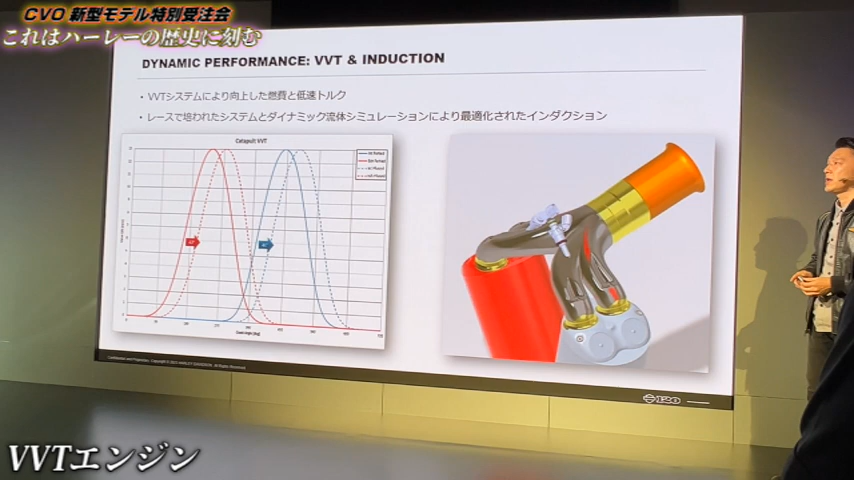 CVO 新型モデル特別受注会
これはハーレーの歴史に刻む
DYNAMIC PERFORMANCE: VVT & INDUCTION
• VVTシステムにより向上した燃費と低速トルク
• レースで培われたシステムとダイナミック流体シミュレーションにより最適化されたインダクション
Catapult VVT
Crank Angle [deg]
120
VVTエンジン